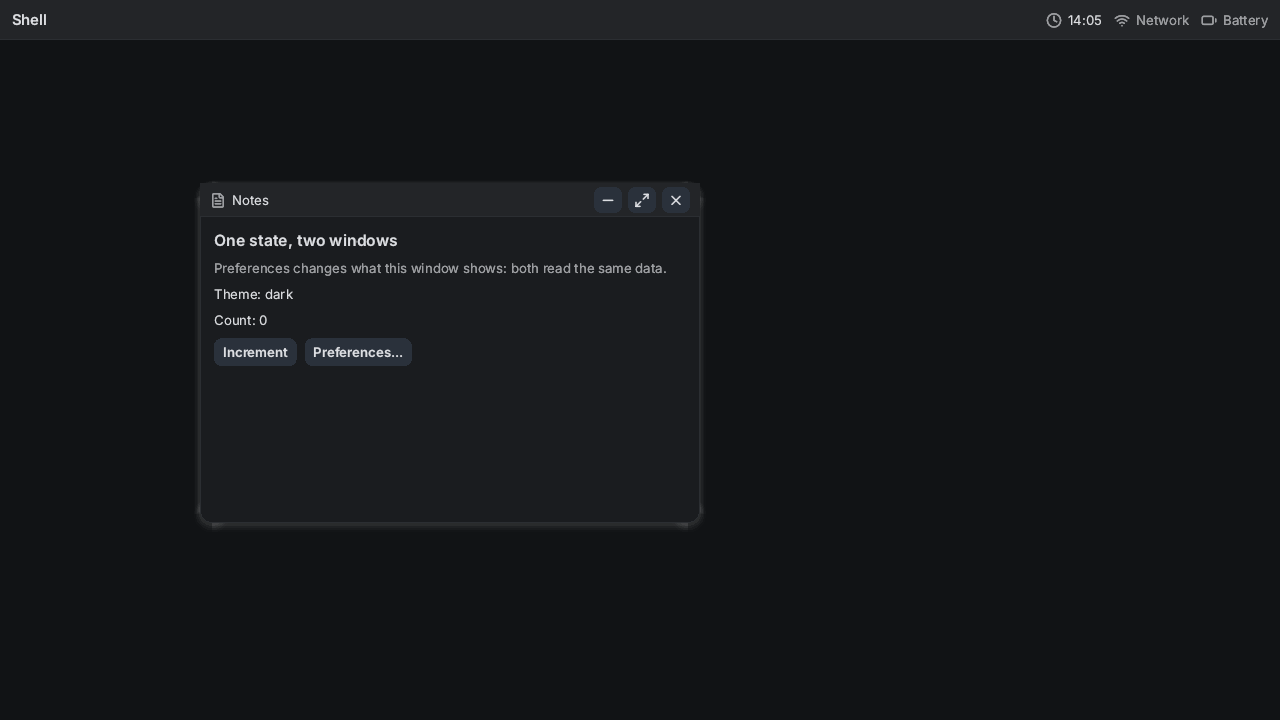 Shell
14:05 Network Battery
Notes
One state, two windows
Preferences changes what this window shows: both read the same data.
Theme: dark
Count: 0
Increment Preferences...